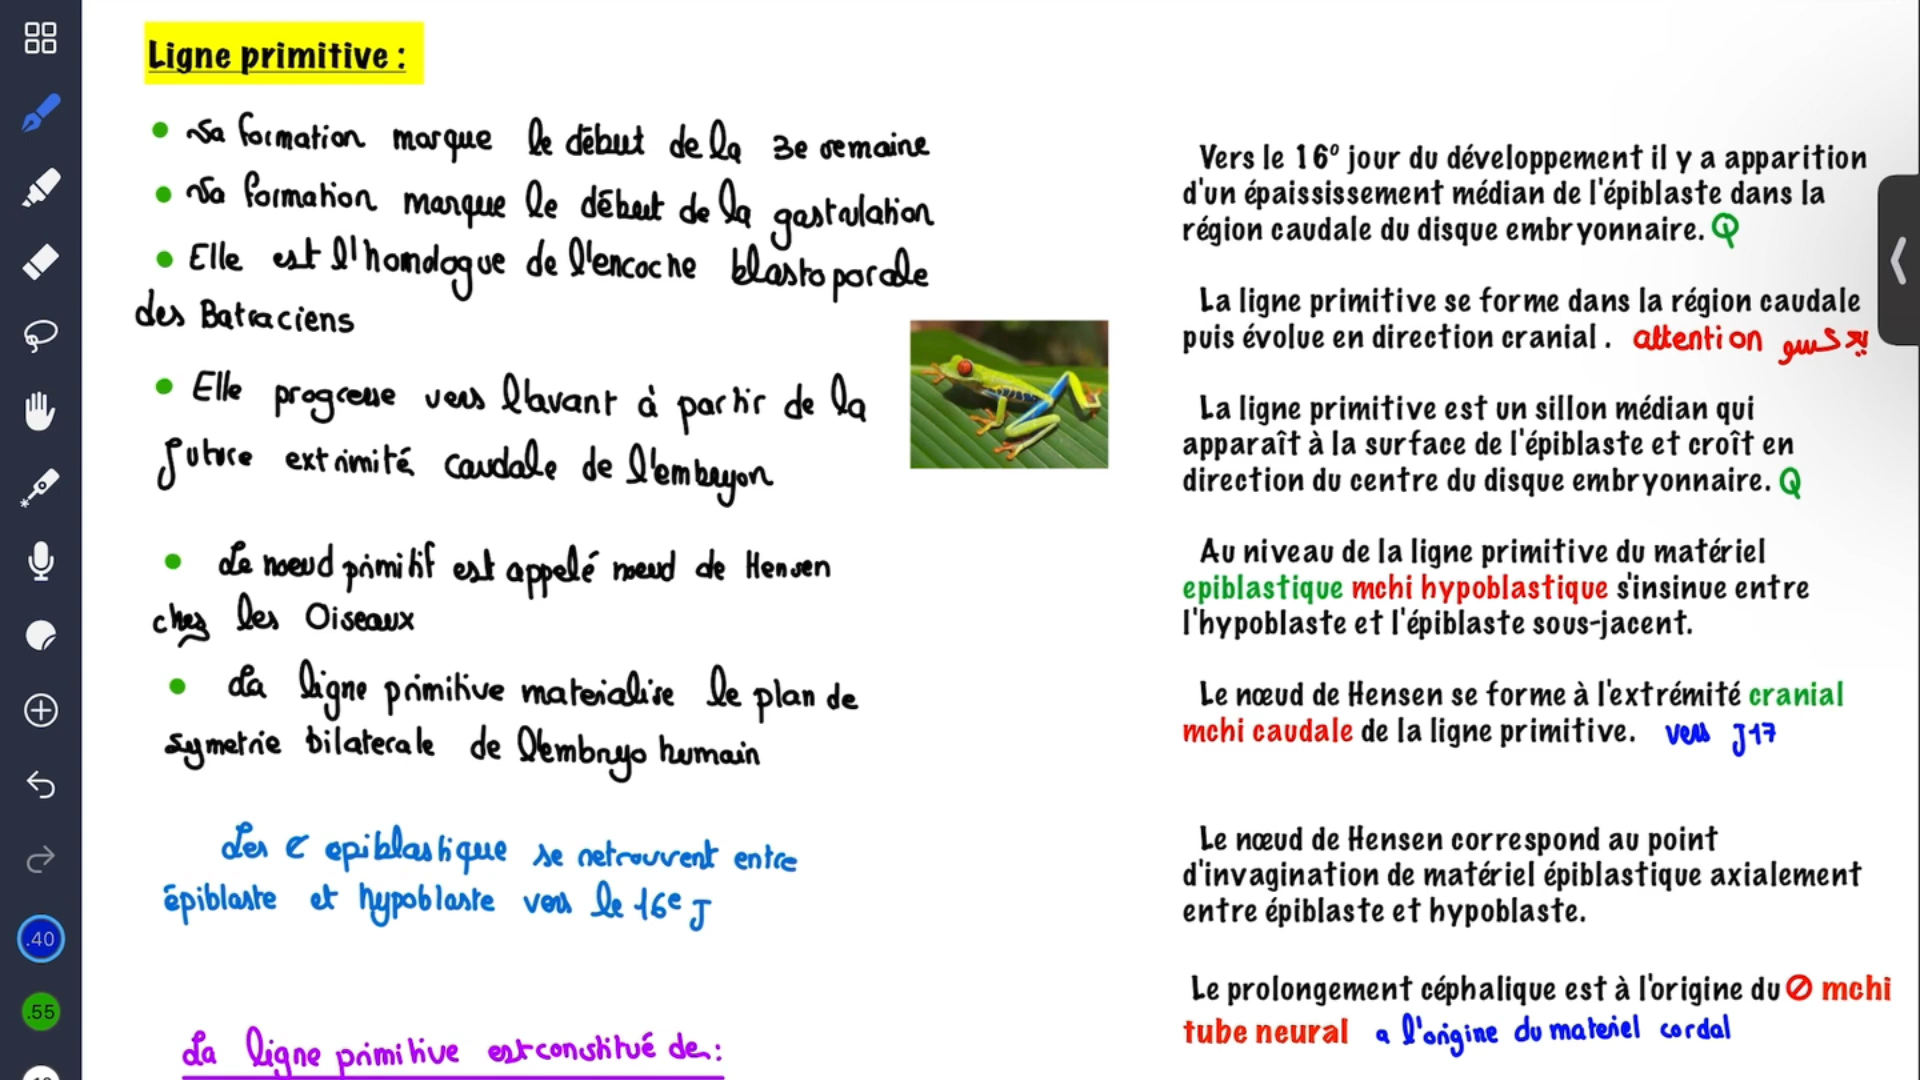 Ligne primitive :
Sa formation marque le début de la 3e semaine
Sa formation marque le début de la gastrulation
Elle est l'homologue de l'encoche blastoporale
des Batraciens
Elle progresse vers l'avant à partir de la
future extrimité caudale de l'embryon
Le noeud primitif est appelé noeud de Hensen
chez les Oiseaux
La ligne primitive materialise le plan de
symetrie bilaterale de l'embryo humain
Les C epiblastique se retrouvent entre
épiblaste et hypoblaste vers le 16e J
La ligne primitive est constitué de :
Vers le 16° jour du développement il y a apparition
d'un épaississement médian de l'épiblaste dans la
région caudale du disque embryonnaire. Q
La ligne primitive se forme dans la région caudale
puis évolue en direction cranial . attention
La ligne primitive est un sillon médian qui
apparaît à la surface de l'épiblaste et croît en
direction du centre du disque embryonnaire. Q
Au niveau de la ligne primitive du matériel
epiblastique mchi hypoblastique s'insinue entre
l'hypoblaste et l'épiblaste sous-jacent.
Le nœud de Hensen se forme à l'extrémité cranial
mchi caudale de la ligne primitive. vers J17
Le nœud de Hensen correspond au point
d'invagination de matériel épiblastique axialement
entre épiblaste et hypoblaste.
Le prolongement céphalique est à l'origine du mchi
tube neural a l'origine du materiel cordal
.40
.55